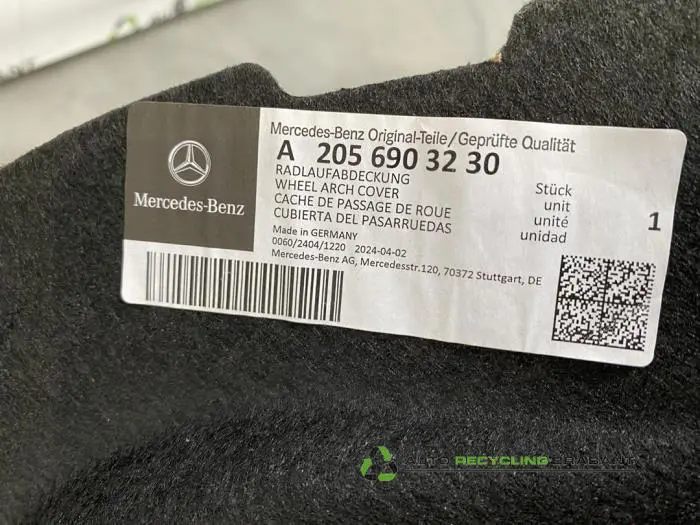 Mercedes-Benz
Mercedes-Benz Original-Teile/Geprüfte Qualität
A 205 690 32 30
RADLAUFABDECKUNG
WHEEL ARCH COVER
CACHE DE PASSAGE DE ROUE
CUBIERTA DEL PASARRUEDAS
Stück
unit
unité
unidad
1
Made in GERMANY
0060/2404/1220 2024-04-02
Mercedes-Benz AG, Mercedesstr.120, 70372 Stuttgart, DE
AUTO RECYCLING